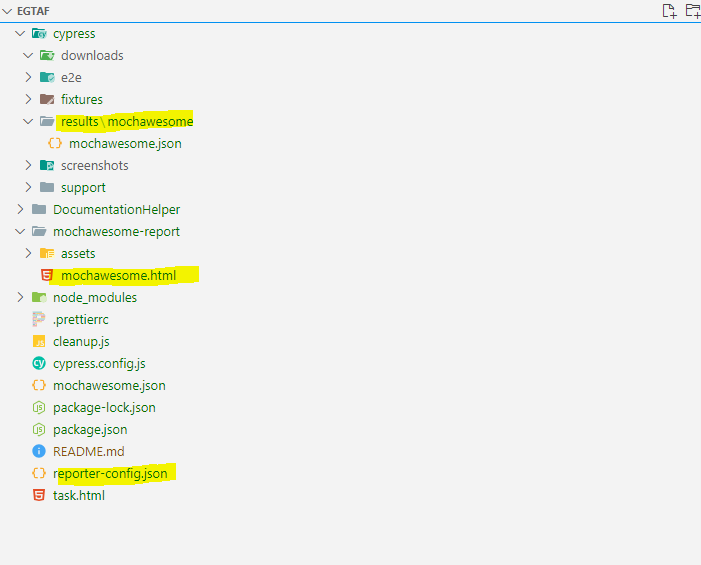 EGTAF
cypress
downloads
e2e
fixtures
results\mochawesome
mochawesome.json
screenshots
support
DocumentationHelper
mochawesome-report
assets
mochawesome.html
node_modules
.prettierrc
cleanup.js
cypress.config.js
mochawesome.json
package-lock.json
package.json
README.md
reporter-config.json
task.html